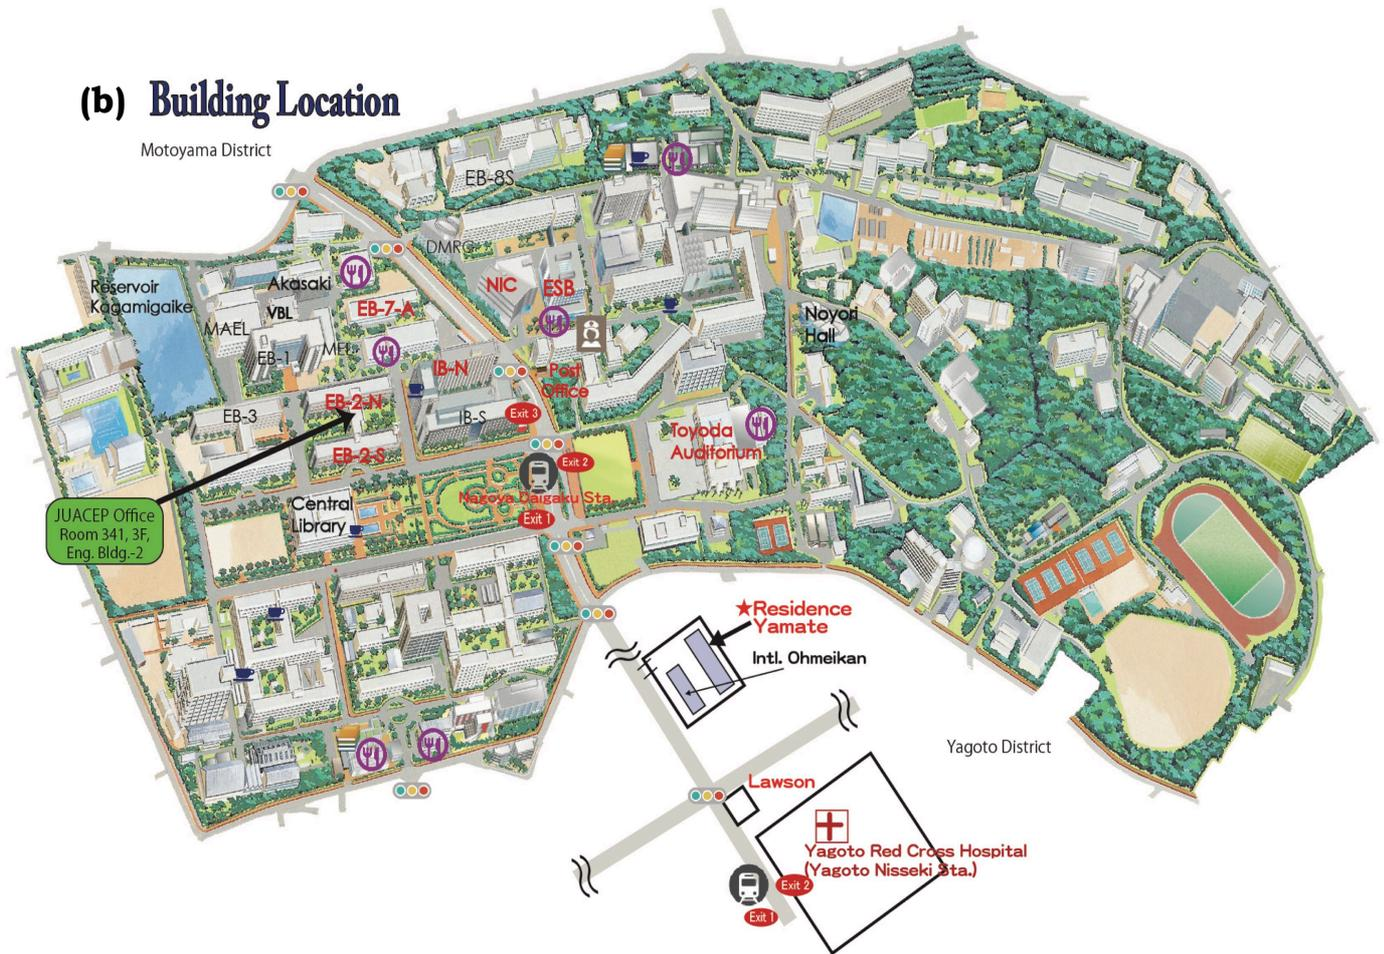 (b) Building Location
Motoyama District
EB-8S
DMRC
Reservoir
Kagamigaike
Akasaki
NIC
ESB
VBL
EB-7-A
MAEL
Noyori
Hall
EB-1
IB-N
Post
Office
EB-2-N
EB-3
IB-S
Exit 3
Toyoda
Auditorium
EB-2-S
Exit 2
Nagoya Daigaku Sta.
Central
Library
Exit 1
JUACEP Office
Room 341, 3F,
Eng. Bldg.-2
★Residence
Yamate
Intl. Ohmeikan
Yagoto District
Lawson
Yagoto Red Cross Hospital
(Yagoto Nisseki Sta.)
Exit 2
Exit 1